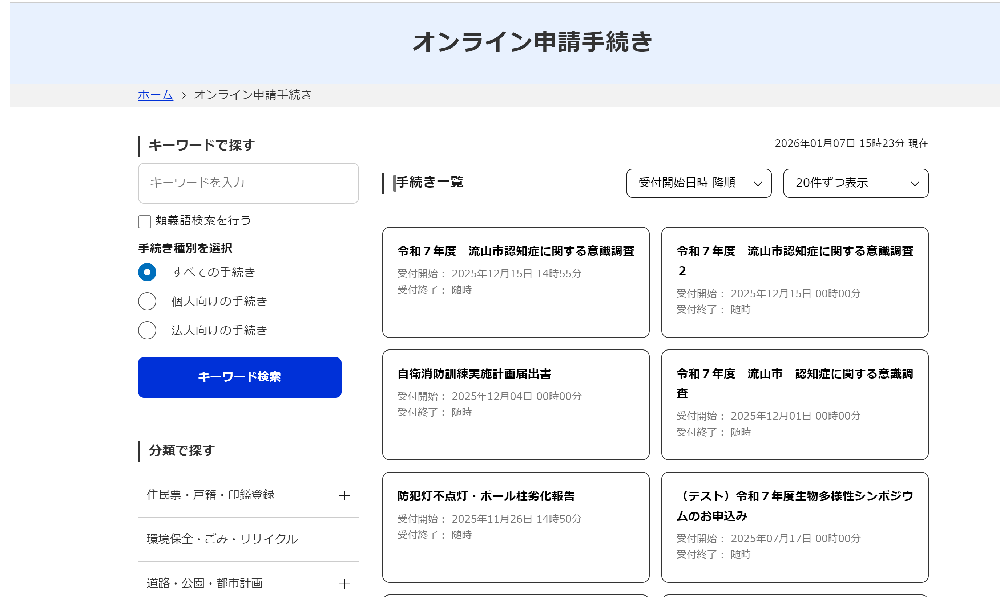 オンライン申請手続き
ホーム > オンライン申請手続き
キーワードで探す
キーワードを入力
類義語検索を行う
手続き種別を選択
すべての手続き
個人向けの手続き
法人向けの手続き
キーワード検索
分類で探す
住民票・戸籍・印鑑登録
環境保全・ごみ・リサイクル
道路・公園・都市計画
2026年01月07日 15時23分 現在
手続き一覧
受付開始日時 降順
20件ずつ表示
令和７年度　流山市認知症に関する意識調査
受付開始： 2025年12月15日 14時55分
受付終了： 随時
令和７年度　流山市認知症に関する意識調査
２
受付開始： 2025年12月15日 00時00分
受付終了： 随時
自衛消防訓練実施計画届出書
受付開始： 2025年12月04日 00時00分
受付終了： 随時
令和７年度　流山市　認知症に関する意識調
査
受付開始： 2025年12月01日 00時00分
受付終了： 随時
防犯灯不点灯・ポール柱劣化報告
受付開始： 2025年11月26日 14時50分
受付終了： 随時
（テスト）令和７年度生物多様性シンポジウ
ムのお申込み
受付開始： 2025年07月17日 00時00分
受付終了： 随時